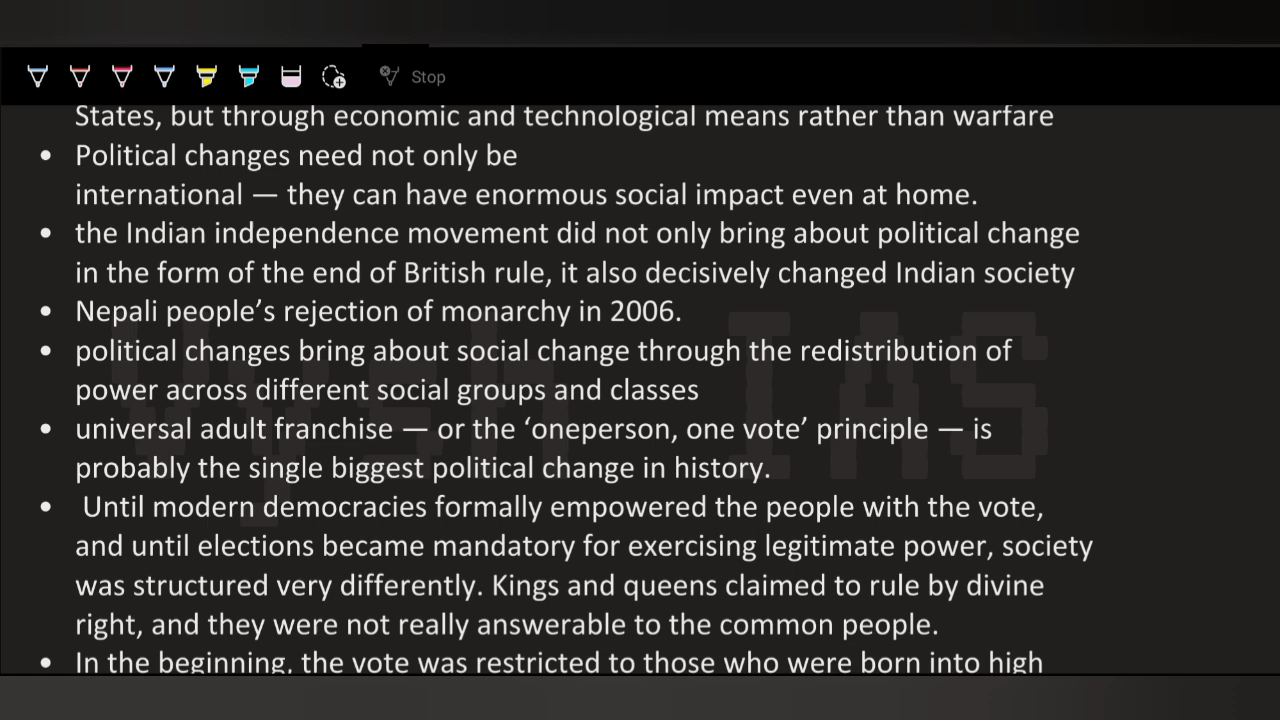 Stop
States, but through economic and technological means rather than warfare
• Political changes need not only be
international — they can have enormous social impact even at home.
• the Indian independence movement did not only bring about political change
in the form of the end of British rule, it also decisively changed Indian society
• Nepali people’s rejection of monarchy in 2006.
• political changes bring about social change through the redistribution of
power across different social groups and classes
• universal adult franchise — or the ‘oneperson, one vote’ principle — is
probably the single biggest political change in history.
• Until modern democracies formally empowered the people with the vote,
and until elections became mandatory for exercising legitimate power, society
was structured very differently. Kings and queens claimed to rule by divine
right, and they were not really answerable to the common people.
• In the beginning, the vote was restricted to those who were born into high
IAS